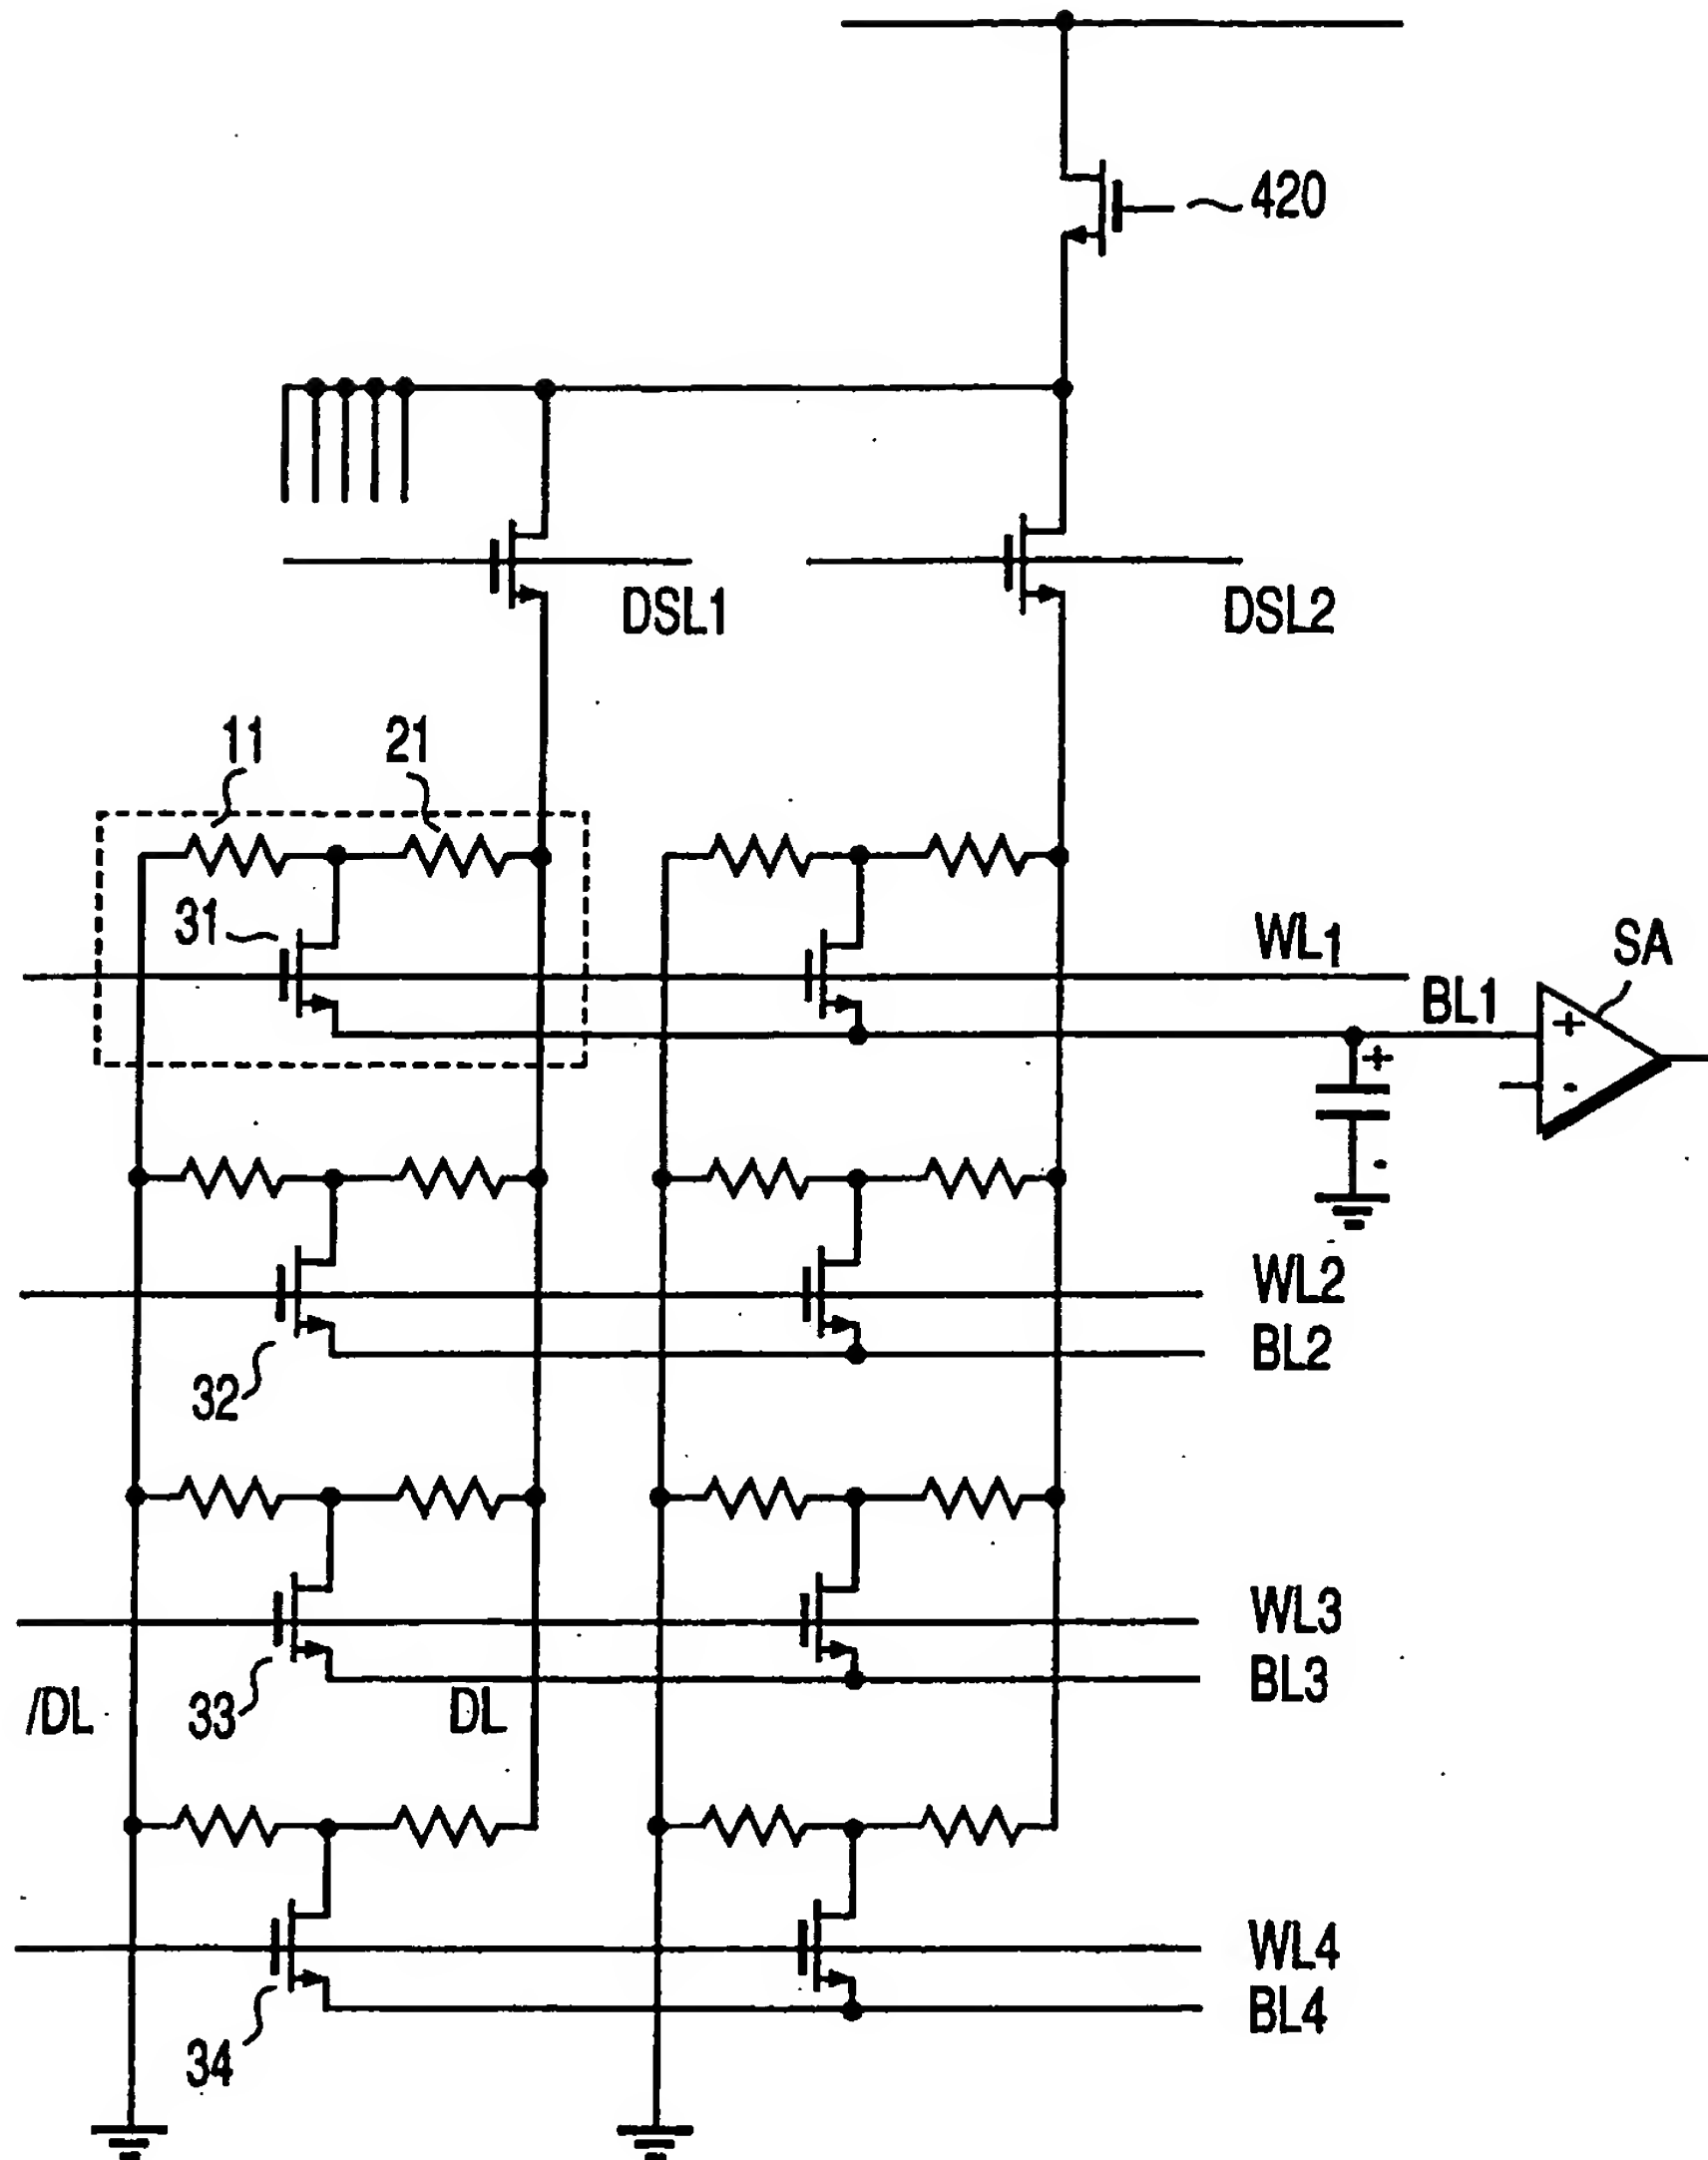 420
DSL1
DSL2
11
21
31
WL1
SA
BL1
+
+
-
-
WL2
BL2
32
WL3
BL3
/DL
33
DL
WL4
BL4
34